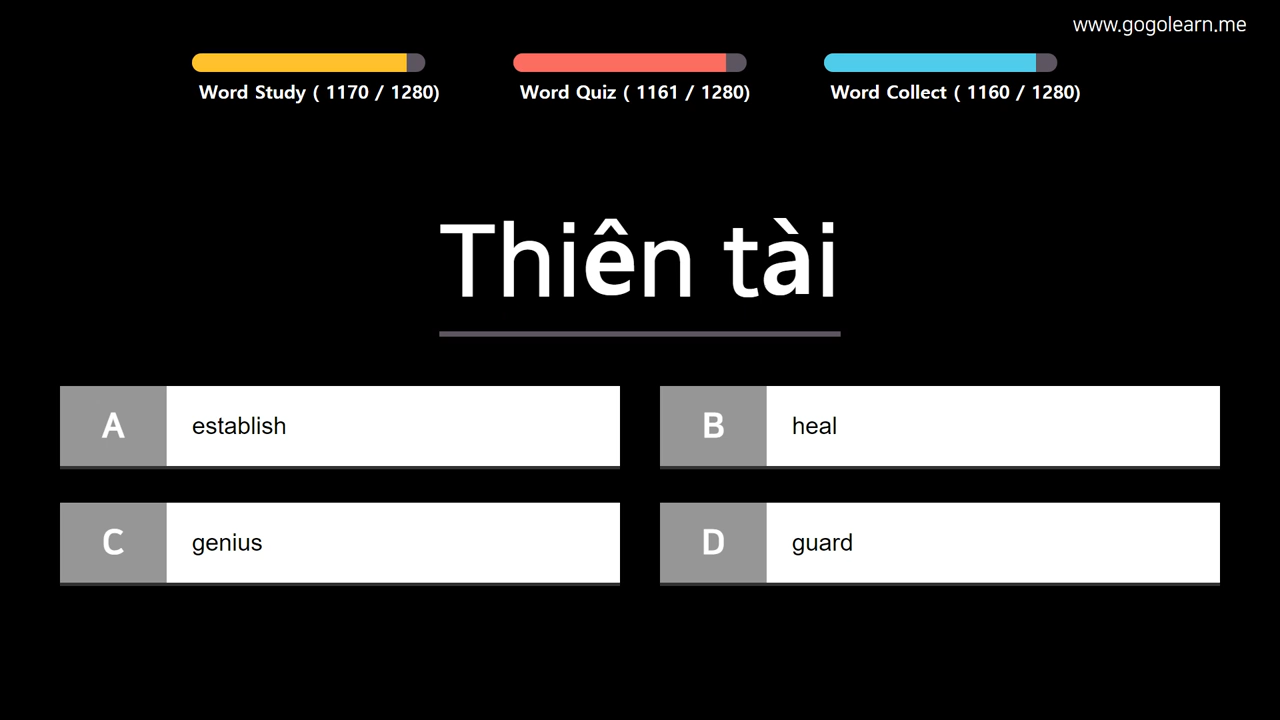 www.gogolearn.me
Word Study ( 1170 / 1280)
Word Quiz ( 1161 / 1280)
Word Collect ( 1160 / 1280)
Thiên tài
A establish
B heal
C genius
D guard